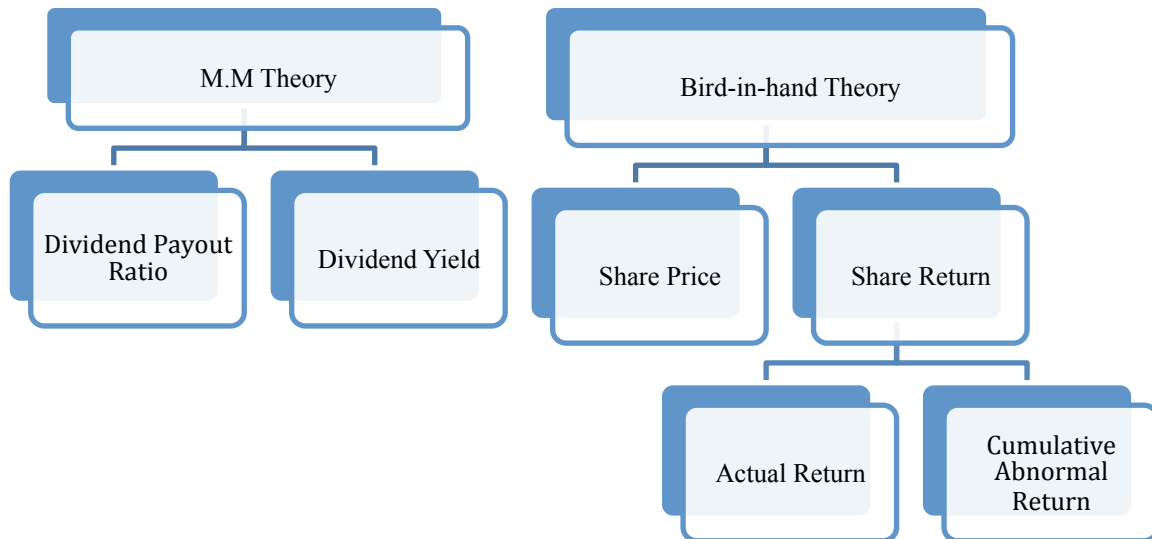 M.M Theory
Bird-in-hand Theory
Dividend Payout
Ratio
Dividend Yield
Share Price
Share Return
Actual Return
Cumulative
Abnormal
Return